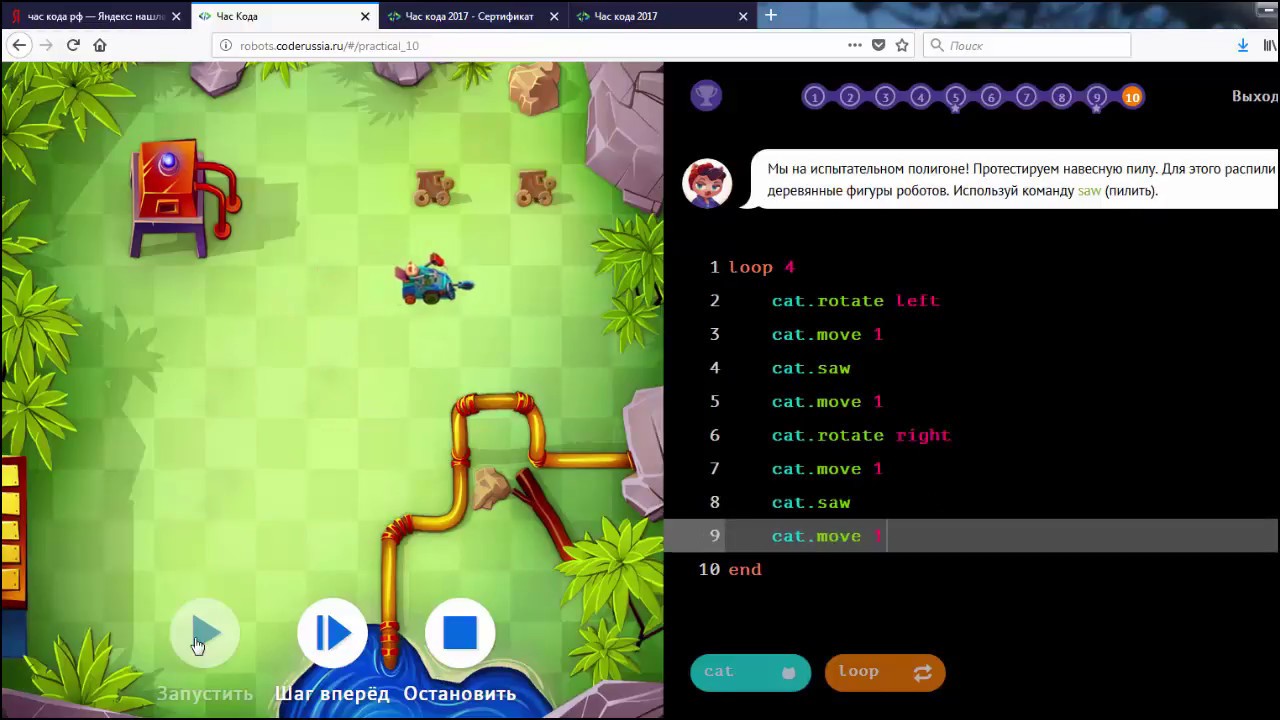 час кода рф — Яндекс: нашло
Час Кода
Час кода 2017 - Сертификат
Час кода 2017
robots.coderussia.ru/#/practical_10
Поиск
1 2 3 4 5 6 7 8 9 10
Выход
Мы на испытательном полигоне! Протестируем навесную пилу. Для этого распили
деревянные фигуры роботов. Используй команду saw (пилить).
1 loop 4
2 cat.rotate left
3 cat.move 1
4 cat.saw
5 cat.move 1
6 cat.rotate right
7 cat.move 1
8 cat.saw
9 cat.move 1
10 end
Запустить Шаг вперёд Остановить
cat
loop